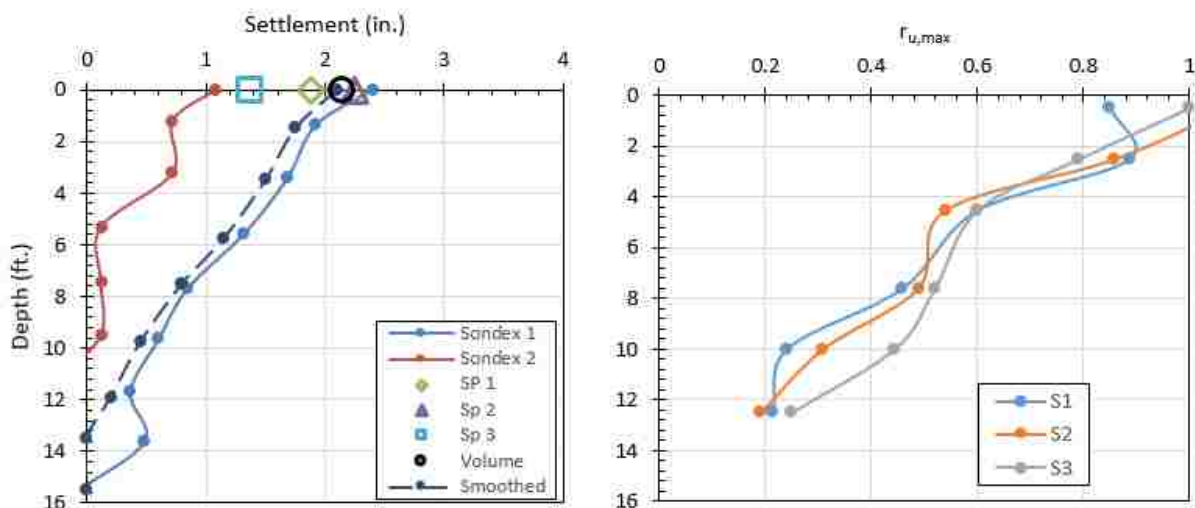 Settlement (in.)
0 1 2 3 4
0
2
4
6
8
10
12
14
16
Depth (ft.)
Sondex 1
Sondex 2
SP 1
Sp 2
Sp 3
Volume
Smoothed
r_u,max
0 0.2 0.4 0.6 0.8 1
0
2
4
6
8
10
12
14
16
S1
S2
S3